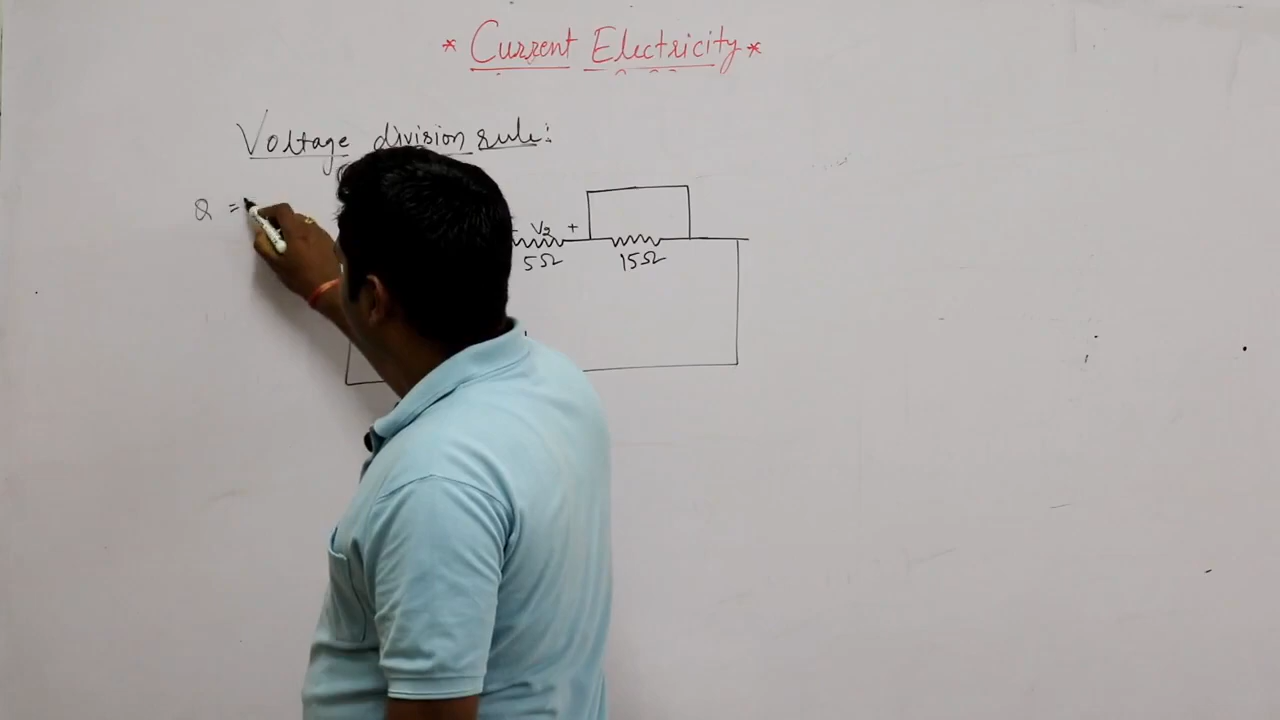 * Current Electricity *
Voltage division rule:
Q =
- V2 +
5Ω 15Ω